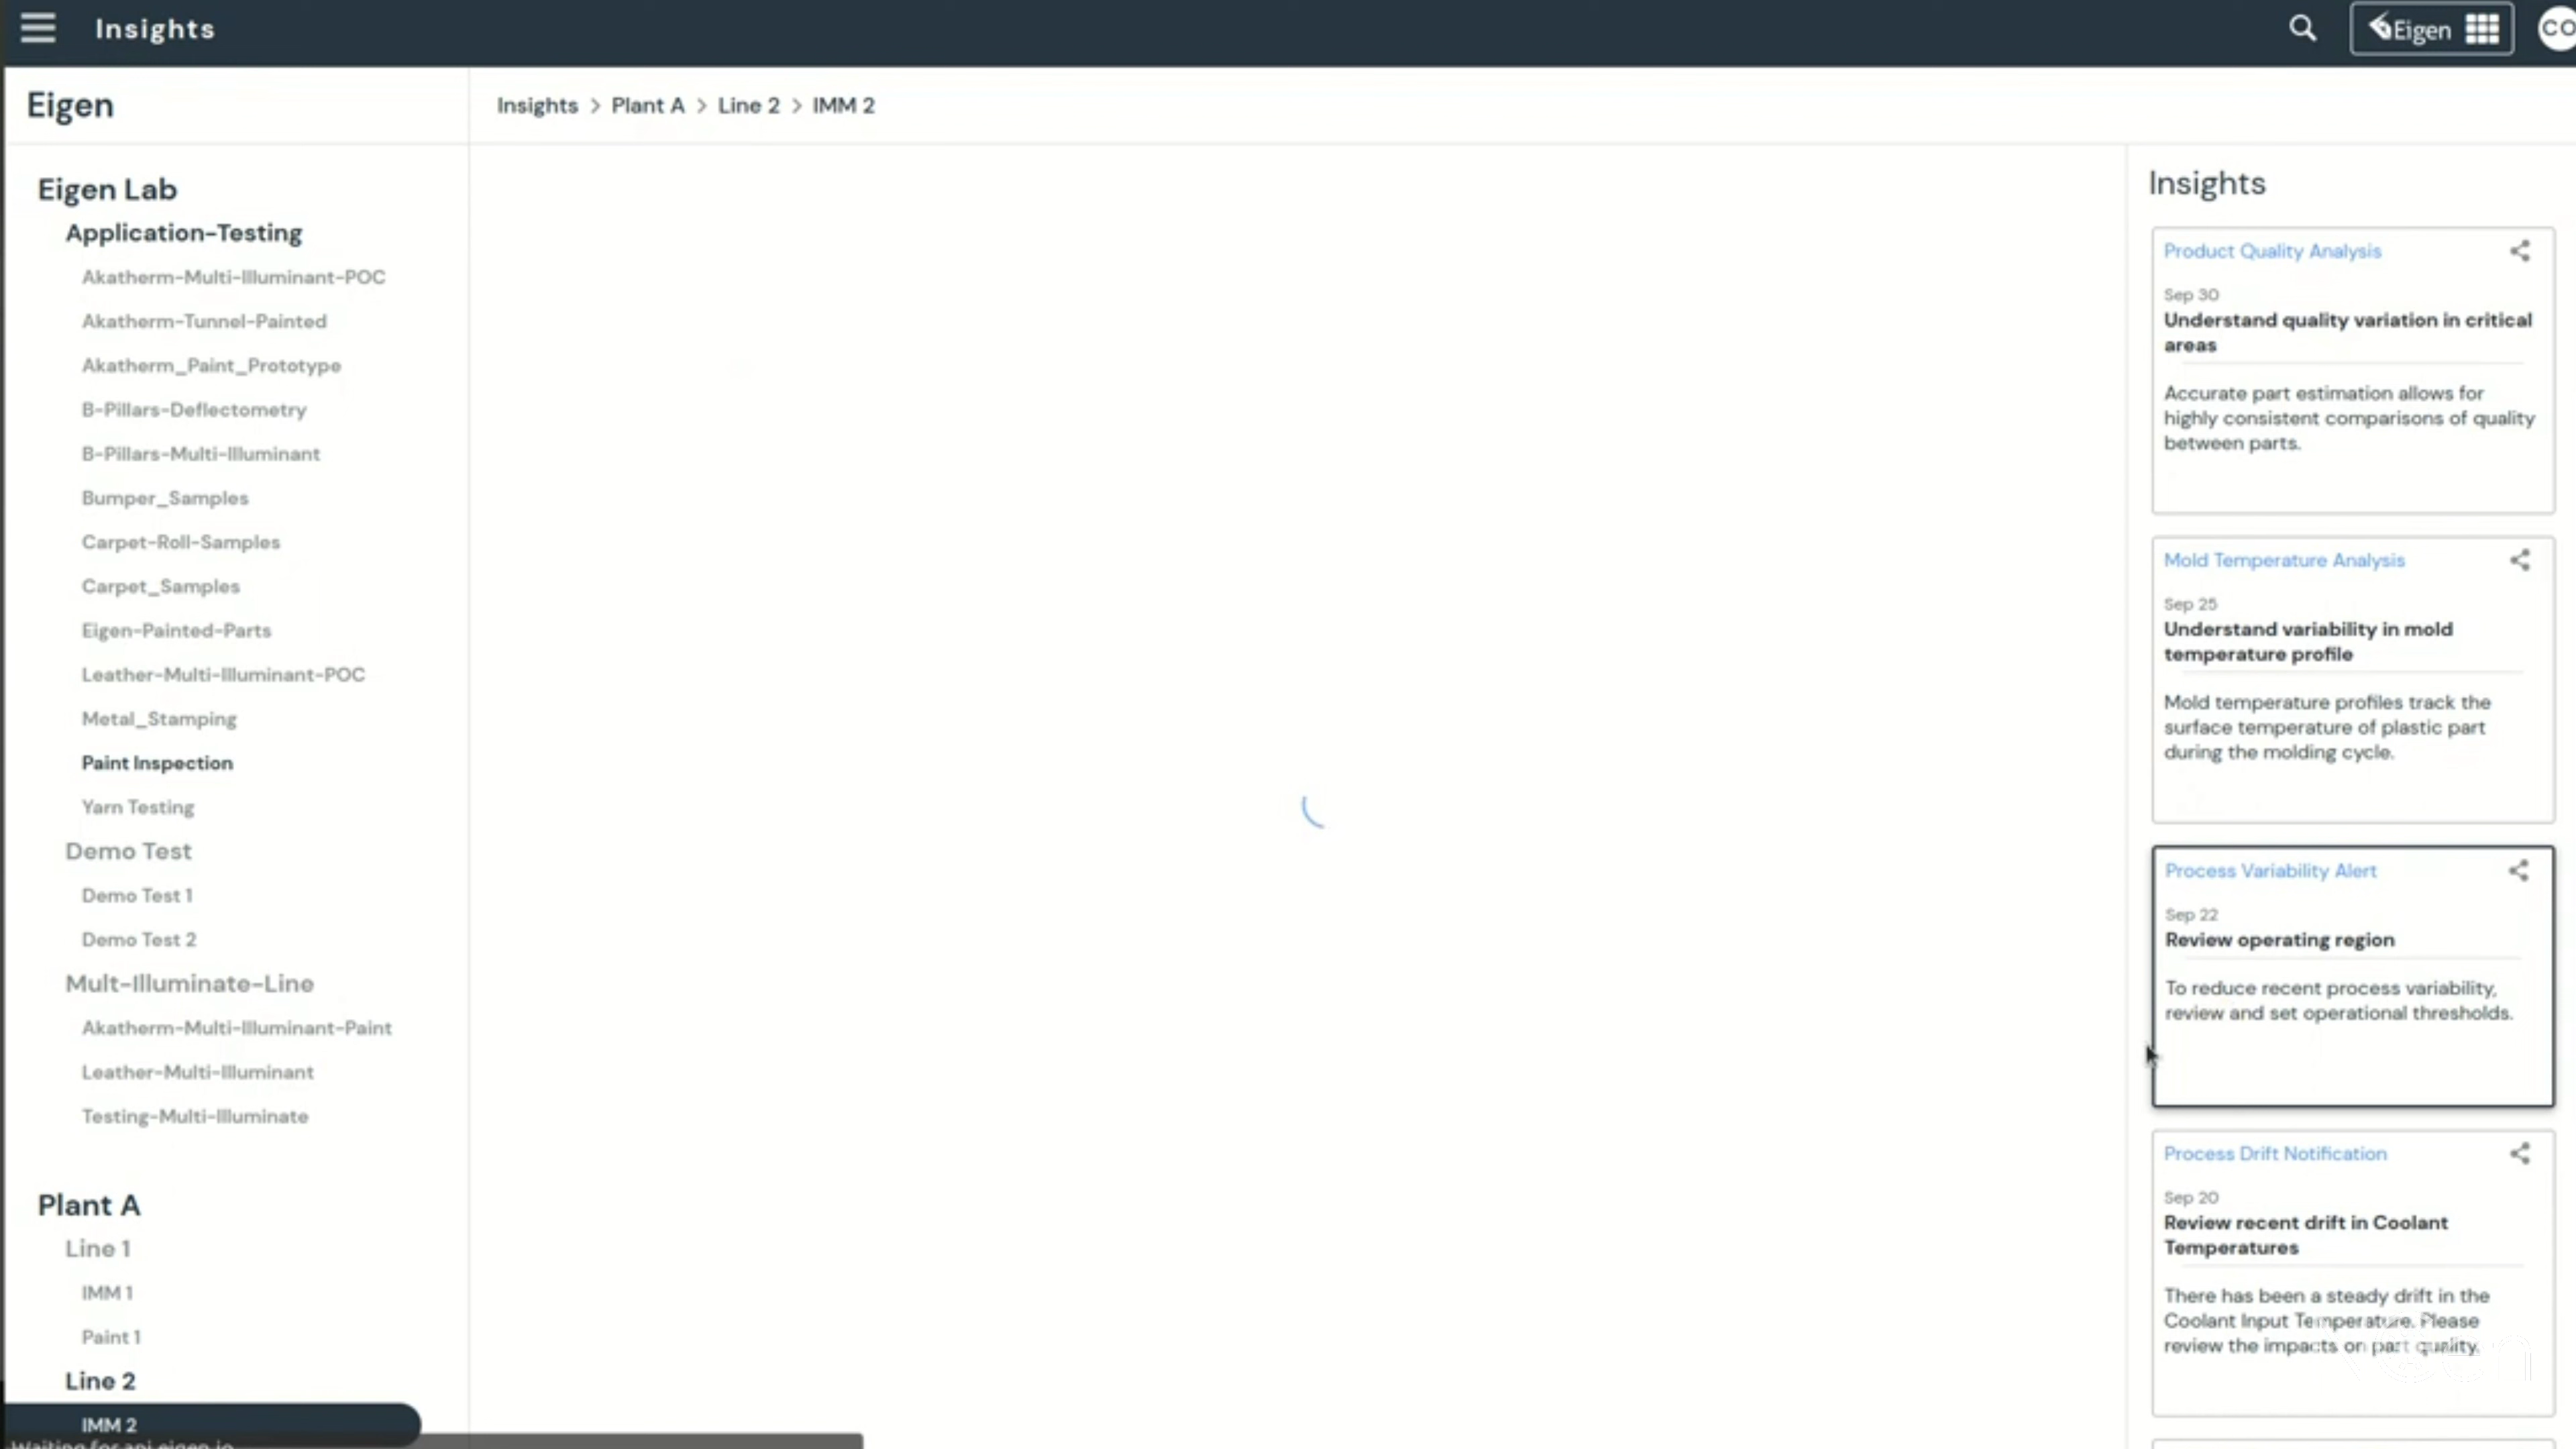 Insights
Eigen
CO
Eigen
Insights > Plant A > Line 2 > IMM 2
Eigen Lab
Application-Testing
Akatherm-Multi-Illuminant-POC
Akatherm-Tunnel-Painted
Akatherm_Paint_Prototype
B-Pillars-Deflectometry
B-Pillars-Multi-Illuminant
Bumper_Samples
Carpet-Roll-Samples
Carpet_Samples
Eigen-Painted-Parts
Leather-Multi-Illuminant-POC
Metal_Stamping
Paint Inspection
Yarn Testing
Demo Test
Demo Test 1
Demo Test 2
Mult-Illuminate-Line
Akatherm-Multi-Illuminant-Paint
Leather-Multi-Illuminant
Testing-Multi-Illuminate
Plant A
Line 1
IMM 1
Paint 1
Line 2
IMM 2
Waiting for api.eigen.io
Insights
Product Quality Analysis
Sep 30
Understand quality variation in critical
areas
Accurate part estimation allows for
highly consistent comparisons of quality
between parts.
Mold Temperature Analysis
Sep 25
Understand variability in mold
temperature profile
Mold temperature profiles track the
surface temperature of plastic part
during the molding cycle.
Process Variability Alert
Sep 22
Review operating region
To reduce recent process variability,
review and set operational thresholds.
Process Drift Notification
Sep 20
Review recent drift in Coolant
Temperatures
There has been a steady drift in the
Coolant Input Temperature. Please
review the impacts on part quality.